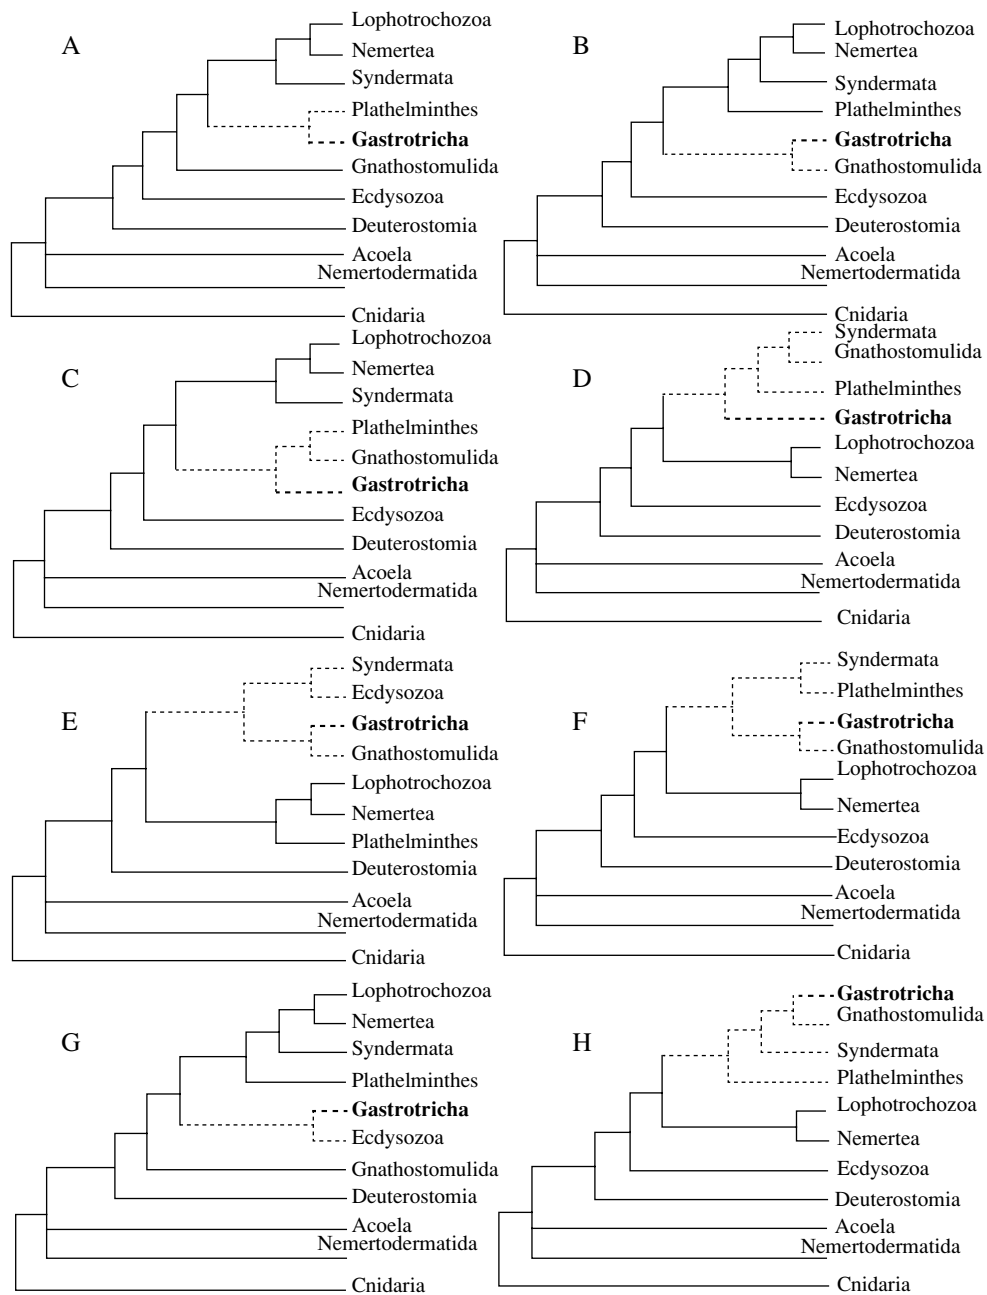 A
Lophotrochozoa
Nemertea
Syndermata
Plathelminthes
Gastrotricha
Gnathostomulida
Ecdysozoa
Deuterostomia
Acoela
Nemertodermatida
Cnidaria
B
Lophotrochozoa
Nemertea
Syndermata
Plathelminthes
Gastrotricha
Gnathostomulida
Ecdysozoa
Deuterostomia
Acoela
Nemertodermatida
Cnidaria
C
Lophotrochozoa
Nemertea
Syndermata
Plathelminthes
Gnathostomulida
Gastrotricha
Ecdysozoa
Deuterostomia
Acoela
Nemertodermatida
Cnidaria
D
Syndermata
Gnathostomulida
Plathelminthes
Gastrotricha
Lophotrochozoa
Nemertea
Ecdysozoa
Deuterostomia
Acoela
Nemertodermatida
Cnidaria
E
Syndermata
Ecdysozoa
Gastrotricha
Gnathostomulida
Lophotrochozoa
Nemertea
Plathelminthes
Deuterostomia
Acoela
Nemertodermatida
Cnidaria
F
Syndermata
Plathelminthes
Gastrotricha
Gnathostomulida
Lophotrochozoa
Nemertea
Ecdysozoa
Deuterostomia
Acoela
Nemertodermatida
Cnidaria
G
Lophotrochozoa
Nemertea
Syndermata
Plathelminthes
Gastrotricha
Ecdysozoa
Gnathostomulida
Deuterostomia
Acoela
Nemertodermatida
Cnidaria
H
Gastrotricha
Gnathostomulida
Syndermata
Plathelminthes
Lophotrochozoa
Nemertea
Ecdysozoa
Deuterostomia
Acoela
Nemertodermatida
Cnidaria